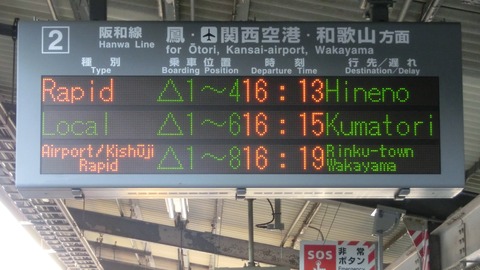 2 阪和線 鳳・関西空港・和歌山方面
Hanwa Line for Ōtori, Kansai-airport, Wakayama
種別 乗車位置 時刻 行先/遅れ
Type Boarding Position Departure Time Destination/Delay
Rapid △1～4 16:13 Hineno
Local △1～6 16:15 Kumatori
Airport/Kishūji Rapid △1～8 16:19 Rinku-town Wakayama
SOS 非常ボタン